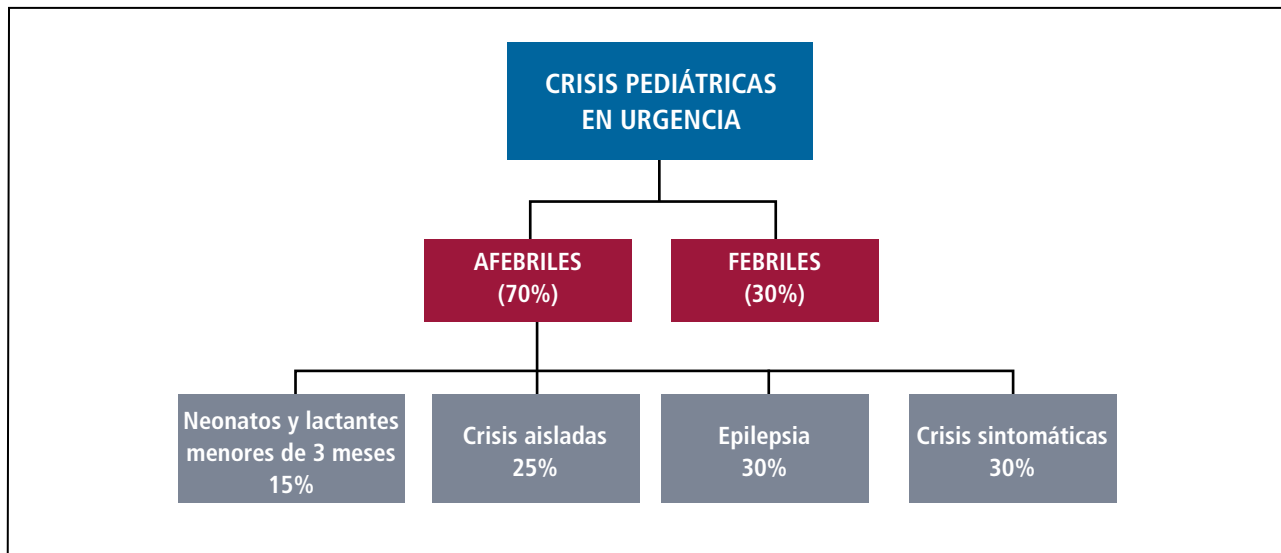 CRISIS PEDIÁTRICAS
EN URGENCIA
AFEBRILES
(70%)
FEBRILES
(30%)
Neonatos y lactantes
menores de 3 meses
15%
Crisis aisladas
25%
Epilepsia
30%
Crisis sintomáticas
30%